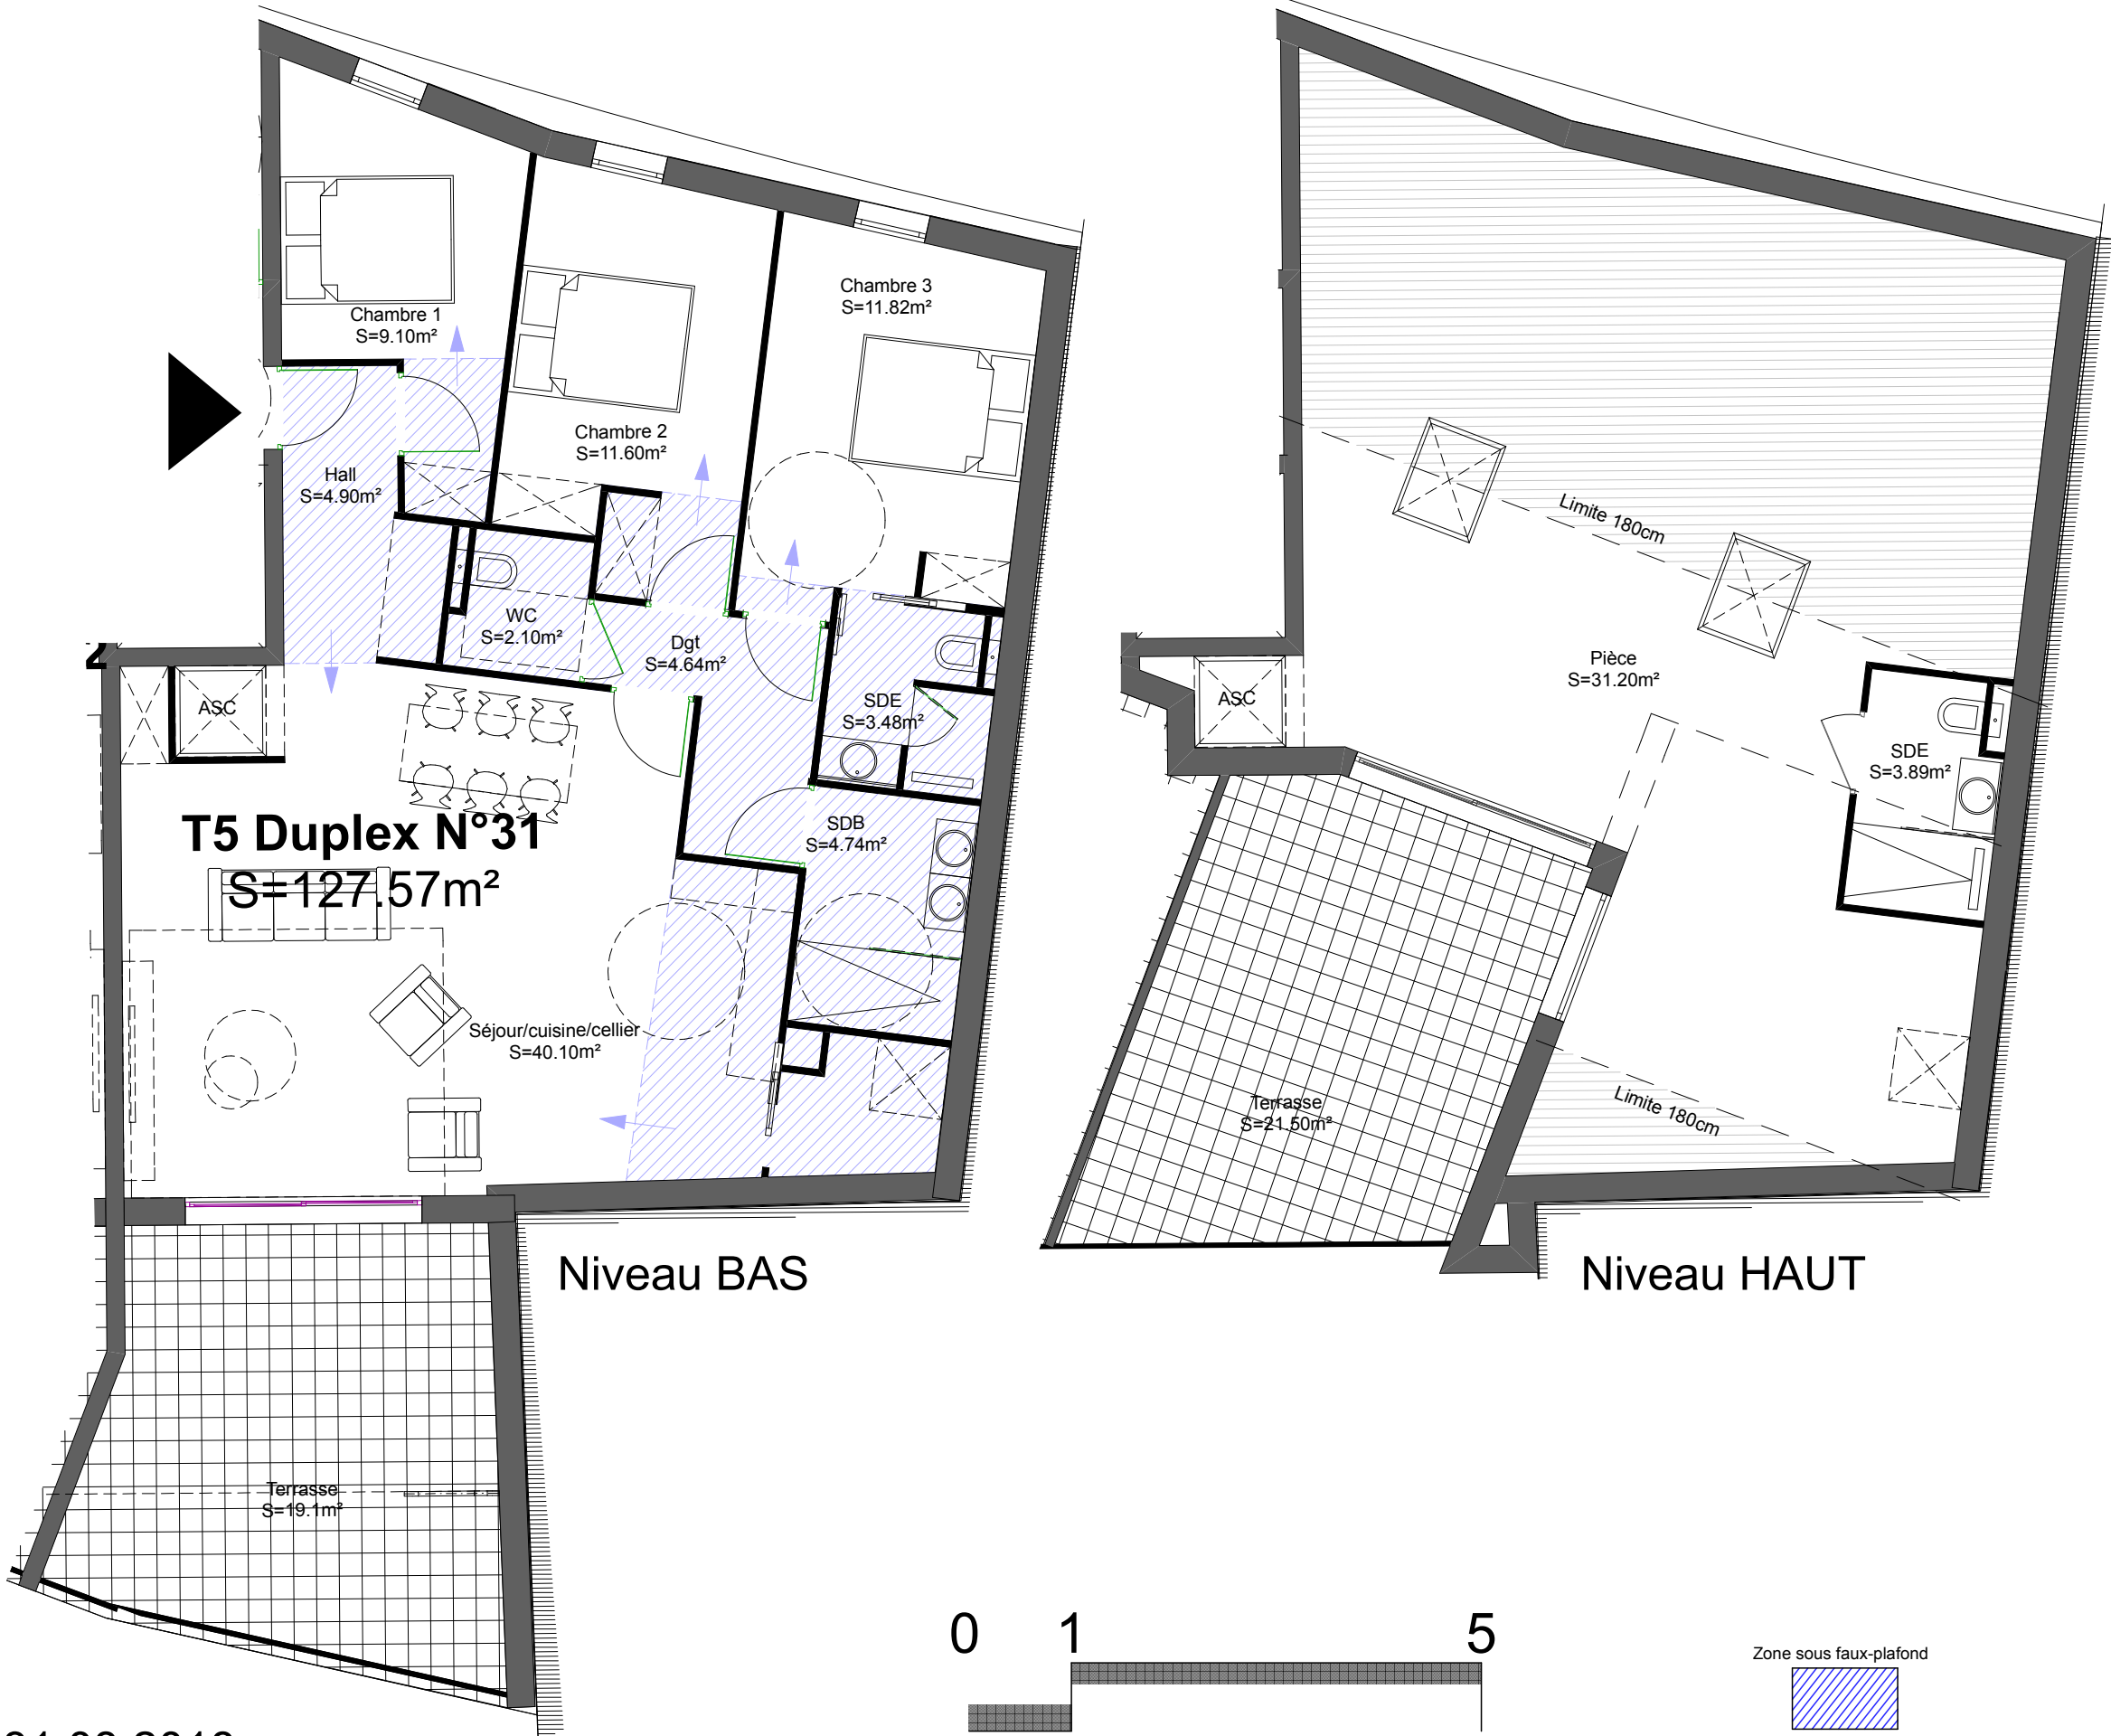 Chambre 1
S=9.10m²
Chambre 2
S=11.60m²
Chambre 3
S=11.82m²
Hall
S=4.90m²
WC
S=2.10m²
Dgt
S=4.64m²
SDE
S=3.48m²
SDB
S=4.74m²
ASC
T5 Duplex N°31
S=127.57m²
Séjour/cuisine/cellier
S=40.10m²
Terrasse
S=19.1m²
Niveau BAS
Limite 180cm
Pièce
S=31.20m²
ASC
SDE
S=3.89m²
Terrasse
S=21.50m²
Limite 180cm
Niveau HAUT
0 1 5
Zone sous faux-plafond